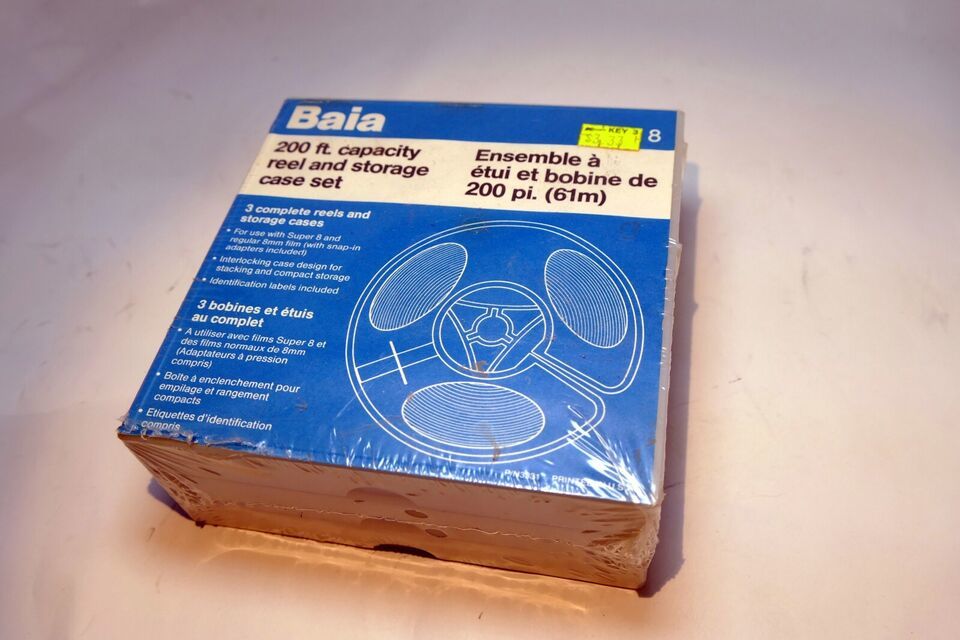 Baia
KEY 3
8
200 ft. capacity
reel and storage
case set
Ensemble à
étui et bobine de
200 pi. (61m)
3 complete reels and
storage cases
• For use with Super 8 and
regular 8mm film (with snap-in
adapters included)
• Interlocking case design for
stacking and compact storage
• Identification labels included
3 bobines et étuis
au complet
• A utiliser avec films Super 8 et
des films normaux de 8mm
(Adaptateurs à pression
compris)
• Boîte à enclenchement pour
empilage et rangement
compacts
• Etiquettes d'identification
compris